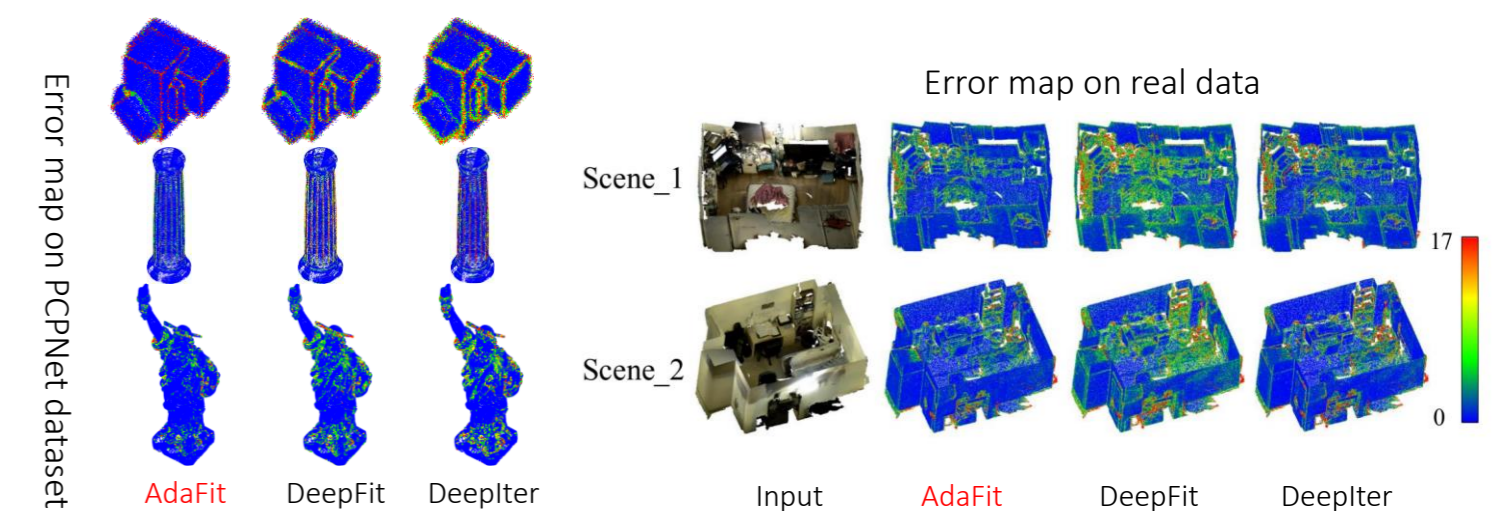 Error map on PCPNet dataset
AdaFit
DeepFit
DeepIter
Error map on real data
Scene_1
Scene_2
17
0
Input
AdaFit
DeepFit
DeepIter